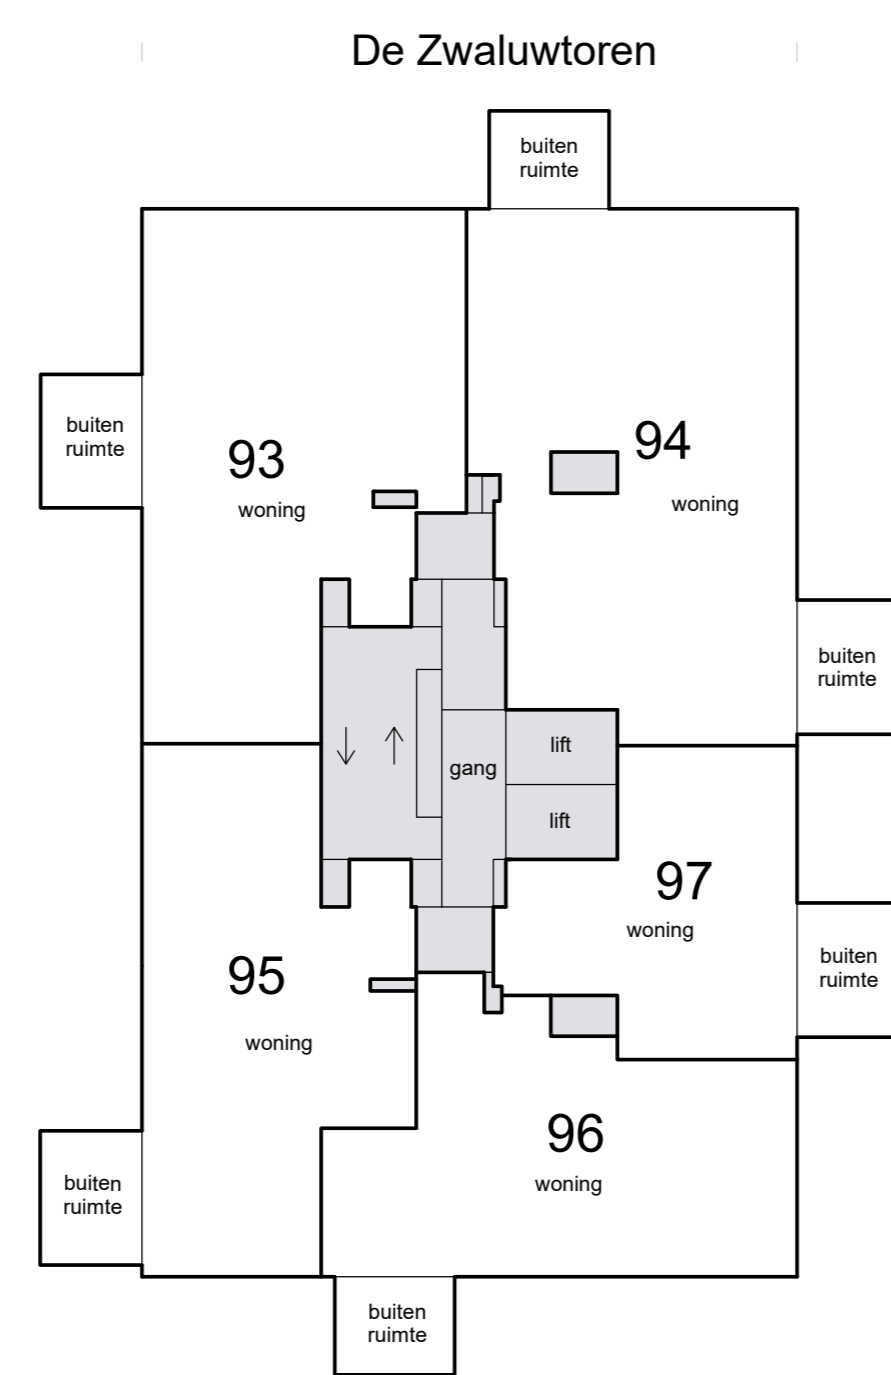 De Zwaluwtoren
buiten
ruimte
buiten
ruimte
93
woning
94
woning
buiten
ruimte
lift
gang
lift
97
woning
buiten
ruimte
95
woning
96
woning
buiten
ruimte
buiten
ruimte